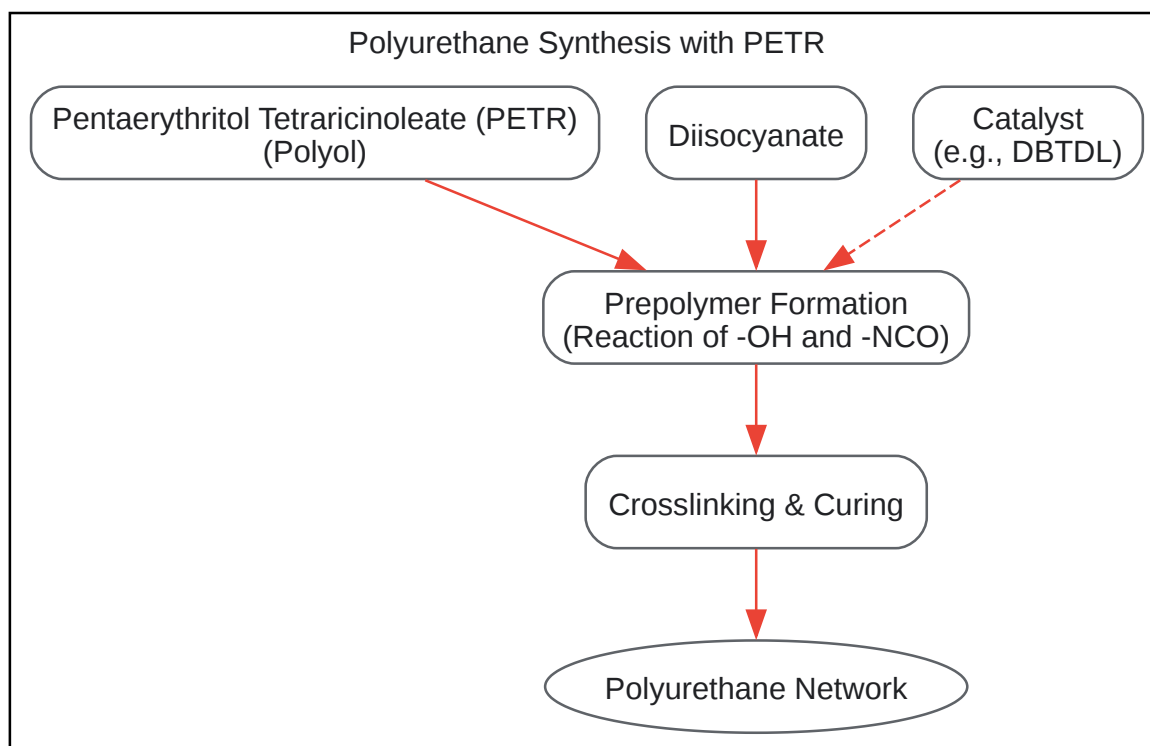 Polyurethane Synthesis with PETR
Pentaerythritol Tetraricinoleate (PETR)
(Polyol)
Diisocyanate
Catalyst
(e.g., DBTDL)
Prepolymer Formation
(Reaction of -OH and -NCO)
Crosslinking & Curing
Polyurethane Network